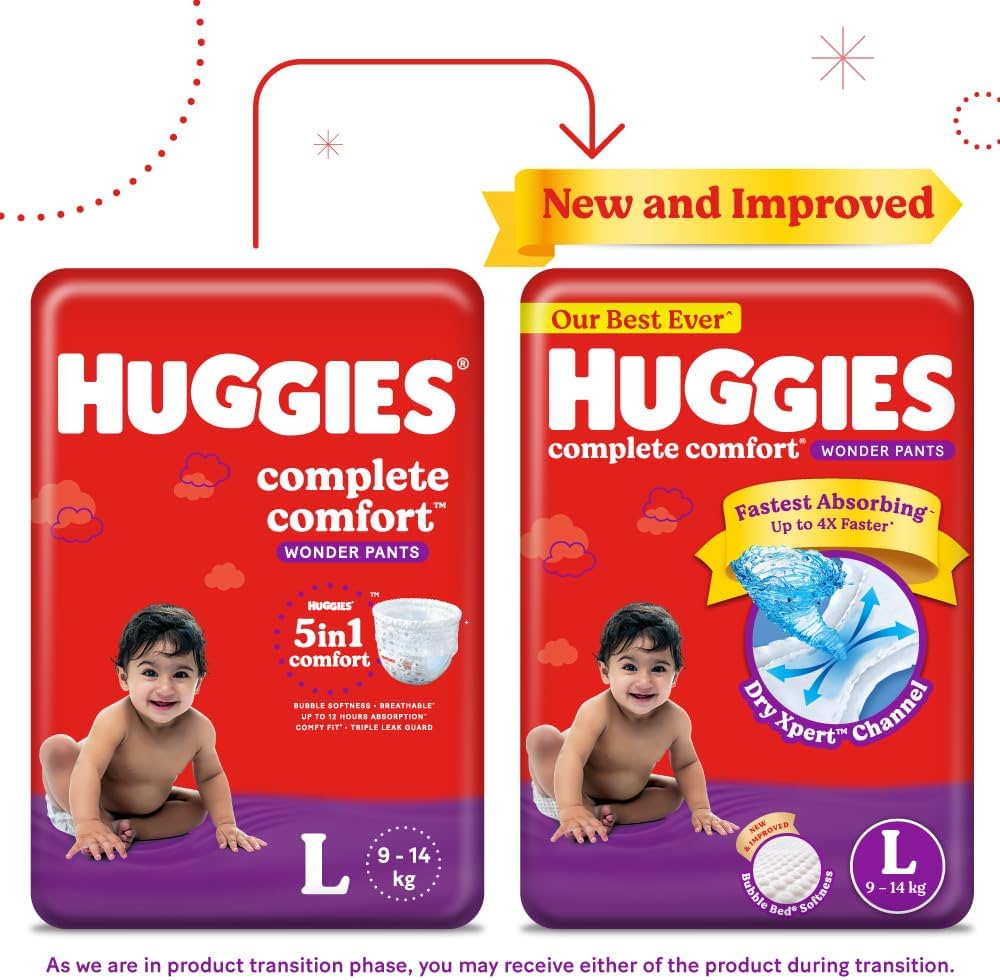 New and Improved
HUGGIES®
complete
comfort™
WONDER PANTS
HUGGIES®
™
5in1
comfort
BUBBLE SOFTNESS • BREATHABLE*
UP TO 12 HOURS ABSORPTION*
COMFY FIT* • TRIPLE LEAK GUARD
L
9 - 14
kg
Our Best Ever^
HUGGIES
complete comfort®
WONDER PANTS
Fastest Absorbing~
Up to 4X Faster*
Dry Xpert™ Channel
NEW
& IMPROVED
Bubble Bed® Softness
L
9 – 14 kg
As we are in product transition phase, you may receive either of the product during transition.